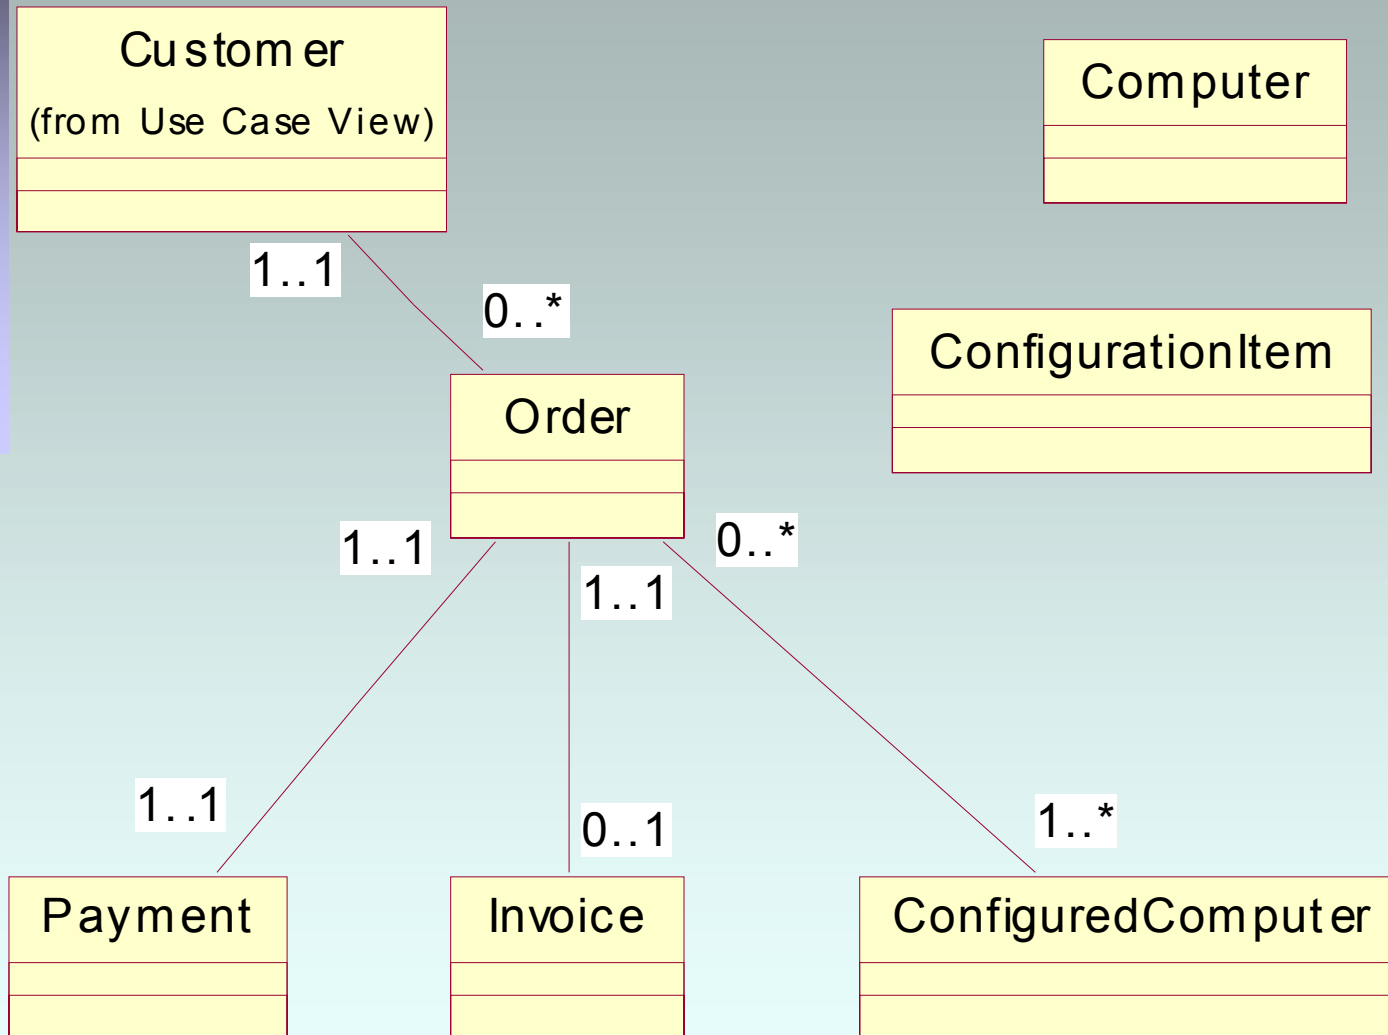 Customer
(from Use Case View)
Computer
1..1
0..*
ConfigurationItem
Order
1..1
1..1
0..*
1..1
0..1
1..*
Payment
Invoice
ConfiguredComputer